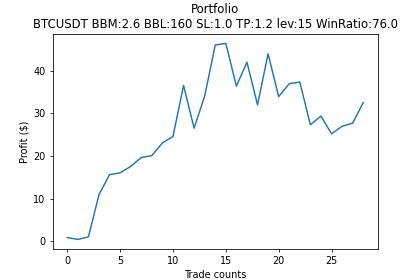 Portfolio
BTCUSDT BBM:2.6 BBL:160 SL:1.0 TP:1.2 lev:15 WinRatio:76.0
40
30
20
10
0
Profit ($)
0 5 10 15 20 25
Trade counts